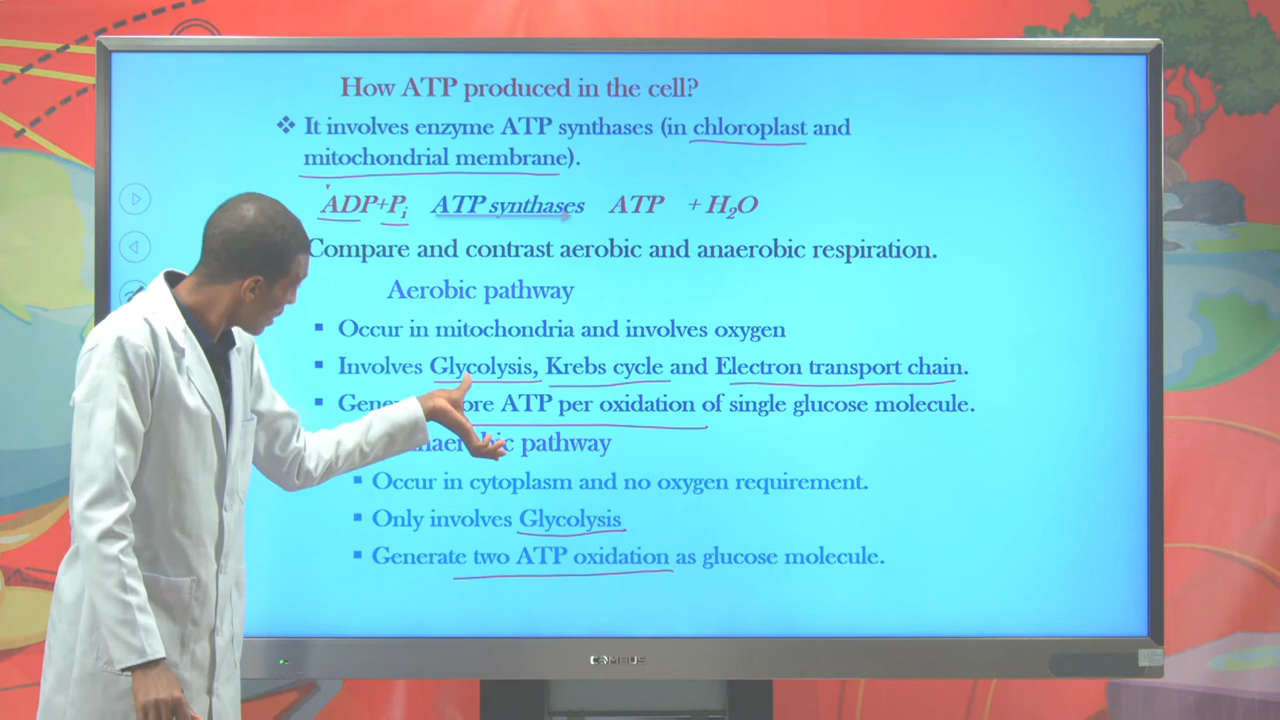 How ATP produced in the cell?
❖ It involves enzyme ATP synthases (in chloroplast and
mitochondrial membrane).
ADP+Pi ATP synthases ATP + H₂O
Compare and contrast aerobic and anaerobic respiration.
Aerobic pathway
▪ Occur in mitochondria and involves oxygen
▪ Involves Glycolysis, Krebs cycle and Electron transport chain.
▪ ATP per oxidation of single glucose molecule.
pathway
▪ Occur in cytoplasm and no oxygen requirement.
▪ Only involves Glycolysis
▪ Generate two ATP oxidation as glucose molecule.